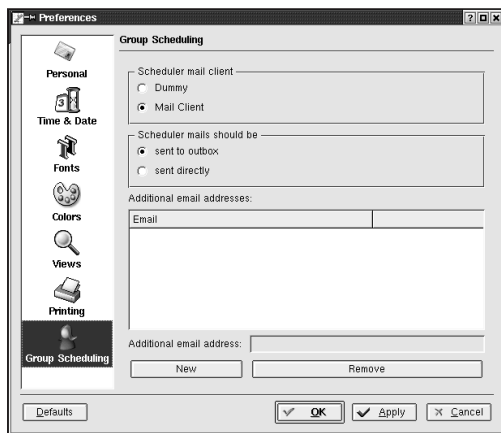 Preferences
Personal
Time & Date
Fonts
Colors
Views
Printing
Group Scheduling
Group Scheduling
Scheduler mail client
Dummy
Mail Client
Scheduler mails should be
sent to outbox
sent directly
Additional email addresses:
Email
Additional email address:
New
Remove
Defaults
OK
Apply
Cancel